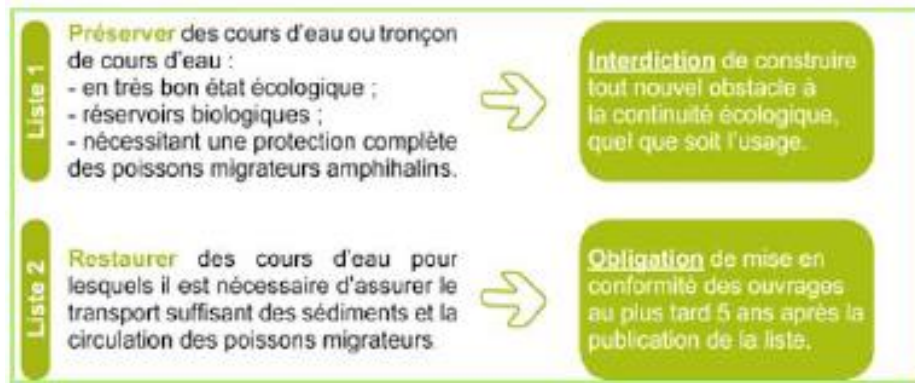 Liste 1
Préserver des cours d'eau ou tronçon
de cours d'eau :
- en très bon état écologique ;
- réservoirs biologiques ;
- nécessitant une protection complète
des poissons migrateurs amphihalins.
Interdiction de construire
tout nouvel obstacle à
la continuité écologique,
quel que soit l'usage.
Liste 2
Restaurer des cours d'eau pour
lesquels il est nécessaire d'assurer le
transport suffisant des sédiments et la
circulation des poissons migrateurs
Obligation de mise en
conformité des ouvrages
au plus tard 5 ans après la
publication de la liste.